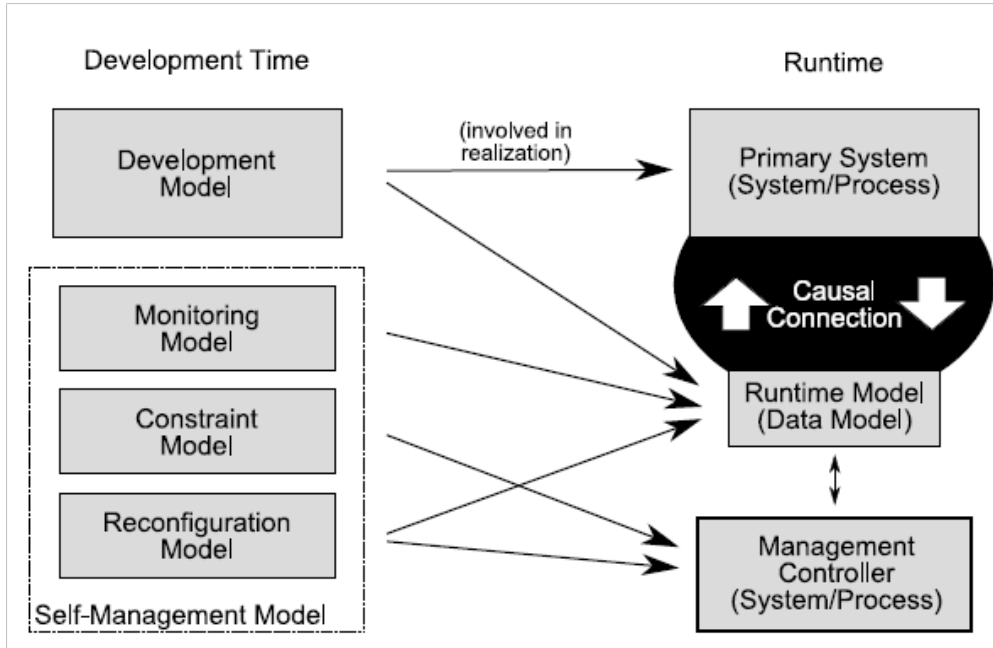 Development Time
Runtime
Development
Model
(involved in
realization)
Primary System
(System/Process)
Monitoring
Model
Causal
Connection
Constraint
Model
Runtime Model
(Data Model)
Reconfiguration
Model
Management
Controller
(System/Process)
Self-Management Model